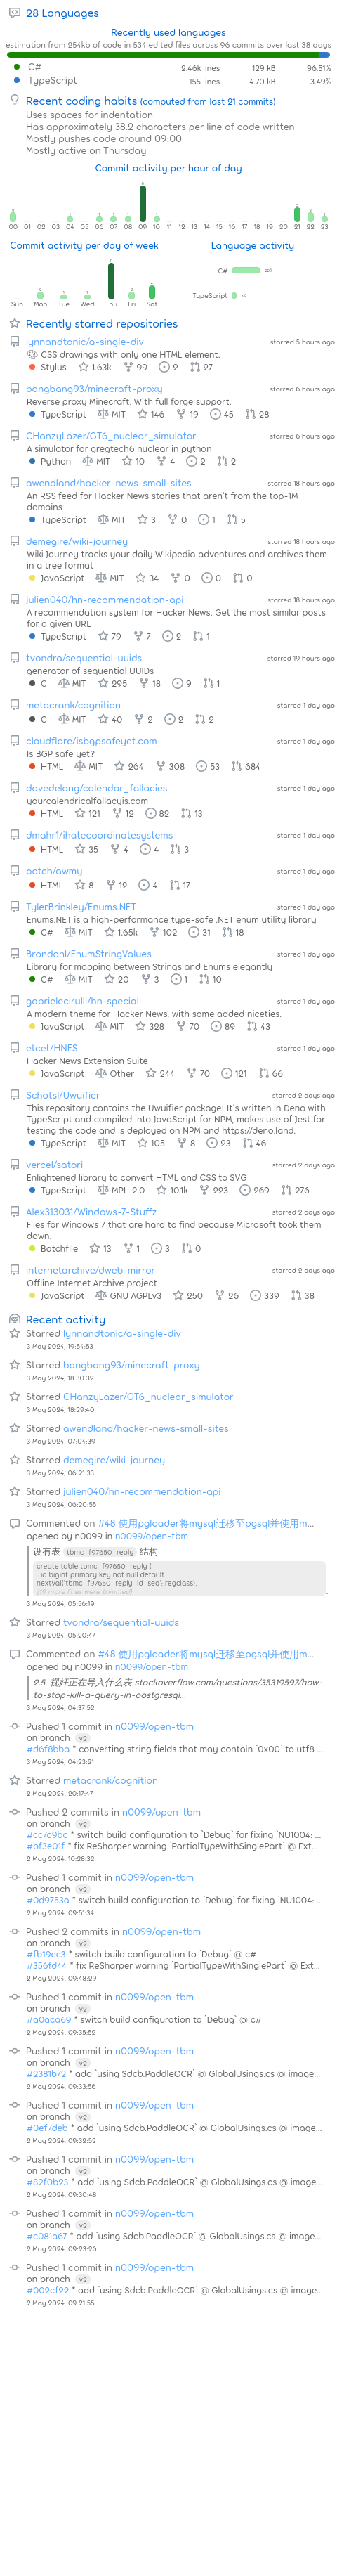 28 Languages
Recently used languages
estimation from 254kb of code in 534 edited files across 96 commits over last 38 days
C# 2.46k lines 129 kB 96.51%
TypeScript 155 lines 4.70 kB 3.49%
Recent coding habits (computed from last 21 commits)
Uses spaces for indentation
Has approximately 38.2 characters per line of code written
Mostly pushes code around 09:00
Mostly active on Thursday
Commit activity per hour of day
00 01 02 03 04 05 06 07 08 09 10 11 12 13 14 15 16 17 18 19 20 21 22 23
Commit activity per day of week
Language activity
C#
TypeScript
Sun Mon Tue Wed Thu Fri Sat
Recently starred repositories
lynnandtonic/a-single-div starred 5 hours ago
🎨 CSS drawings with only one HTML element.
Stylus 1.63k 99 2 27
bangbang93/minecraft-proxy starred 6 hours ago
Reverse proxy Minecraft. With full forge support.
TypeScript MIT 146 19 45 28
CHanzyLazer/GT6_nuclear_simulator starred 6 hours ago
A simulator for gregtech6 nuclear in python
Python MIT 10 4 2 2
awendland/hacker-news-small-sites starred 18 hours ago
An RSS feed for Hacker News stories that aren't from the top-1M
domains
TypeScript MIT 3 0 1 5
demegire/wiki-journey starred 18 hours ago
Wiki Journey tracks your daily Wikipedia adventures and archives them
in a tree format
JavaScript MIT 34 0 0 0
julien040/hn-recommendation-api starred 18 hours ago
A recommendation system for Hacker News. Get the most similar posts
for a given URL
TypeScript 79 7 2 1
tvondra/sequential-uuids starred 19 hours ago
generator of sequential UUIDs
C MIT 295 18 9 1
metacrank/cognition starred 1 day ago
C MIT 40 2 2 2
cloudflare/isbgpsafeyet.com starred 1 day ago
Is BGP safe yet?
HTML MIT 264 308 53 684
davedelong/calendar_fallacies starred 1 day ago
yourcalendricalfallacyis.com
HTML 121 12 82 13
dmahr1/ihatecoordinatesystems starred 1 day ago
HTML 35 4 4 3
potch/awmy starred 1 day ago
HTML 8 12 4 17
TylerBrinkley/Enums.NET starred 1 day ago
Enums.NET is a high-performance type-safe .NET enum utility library
C# MIT 1.65k 102 31 18
Brondahl/EnumStringValues starred 1 day ago
Library for mapping between Strings and Enums elegantly
C# MIT 20 3 1 10
gabrielecirulli/hn-special starred 1 day ago
A modern theme for Hacker News, with some added niceties.
JavaScript MIT 328 70 89 43
etcet/HNES starred 1 day ago
Hacker News Extension Suite
JavaScript Other 244 70 121 66
Schotsl/Uwuifier starred 2 days ago
This repository contains the Uwuifier package! It's written in Deno with
TypeScript and compiled into JavaScript for NPM, makes use of Jest for
testing the code and is deployed on NPM and https://deno.land.
TypeScript MIT 105 8 23 46
vercel/satori starred 2 days ago
Enlightened library to convert HTML and CSS to SVG
TypeScript MPL-2.0 10.1k 223 269 276
Alex313031/Windows-7-Stuffz starred 2 days ago
Files for Windows 7 that are hard to find because Microsoft took them
down.
Batchfile 13 1 3 0
internetarchive/dweb-mirror starred 2 days ago
Offline Internet Archive project
JavaScript GNU AGPLv3 250 26 339 38
Recent activity
Starred lynnandtonic/a-single-div
3 May 2024, 19:54:53
Starred bangbang93/minecraft-proxy
3 May 2024, 18:30:32
Starred CHanzyLazer/GT6_nuclear_simulator
3 May 2024, 18:29:40
Starred awendland/hacker-news-small-sites
3 May 2024, 07:04:39
Starred demegire/wiki-journey
3 May 2024, 06:21:33
Starred julien040/hn-recommendation-api
3 May 2024, 06:20:55
Commented on #48 使用pgloader将mysql迁移至pgsql并使用m...
opened by n0099 in n0099/open-tbm
设有表 tbmc_f97650_reply 结构
create table tbmc_f97650_reply (
id bigint primary key not null default
nextval('tbmc_f97650_reply_id_seq'::regclass),
(19 more lines were trimmed)
3 May 2024, 05:56:19
Starred tvondra/sequential-uuids
3 May 2024, 05:20:47
Commented on #48 使用pgloader将mysql迁移至pgsql并使用m...
opened by n0099 in n0099/open-tbm
2.5. 视奸正在导入什么表 stackoverflow.com/questions/35319597/how-
to-stop-kill-a-query-in-postgresql...
3 May 2024, 04:37:52
Pushed 1 commit in n0099/open-tbm
on branch v2
#d6f8bba * converting string fields that may contain `0x00` to utf8 ...
3 May 2024, 04:23:21
Starred metacrank/cognition
2 May 2024, 20:17:47
Pushed 2 commits in n0099/open-tbm
on branch v2
#cc7c9bc * switch build configuration to `Debug` for fixing `NU1004: ...
#bf3e01f * fix ReSharper warning `PartialTypeWithSinglePart` @ Ext...
2 May 2024, 10:28:32
Pushed 1 commit in n0099/open-tbm
on branch v2
#0d9753a * switch build configuration to `Debug` for fixing `NU1004: ...
2 May 2024, 09:51:34
Pushed 2 commits in n0099/open-tbm
on branch v2
#fb19ec3 * switch build configuration to `Debug` @ c#
#356fd44 * fix ReSharper warning `PartialTypeWithSinglePart` @ Ext...
2 May 2024, 09:48:29
Pushed 1 commit in n0099/open-tbm
on branch v2
#a0aca69 * switch build configuration to `Debug` @ c#
2 May 2024, 09:35:52
Pushed 1 commit in n0099/open-tbm
on branch v2
#2381b72 * add `using Sdcb.PaddleOCR` @ GlobalUsings.cs @ image...
2 May 2024, 09:33:56
Pushed 1 commit in n0099/open-tbm
on branch v2
#0ef7deb * add `using Sdcb.PaddleOCR` @ GlobalUsings.cs @ image...
2 May 2024, 09:32:52
Pushed 1 commit in n0099/open-tbm
on branch v2
#82f0b23 * add `using Sdcb.PaddleOCR` @ GlobalUsings.cs @ image...
2 May 2024, 09:30:48
Pushed 1 commit in n0099/open-tbm
on branch v2
#c081a67 * add `using Sdcb.PaddleOCR` @ GlobalUsings.cs @ image...
2 May 2024, 09:23:26
Pushed 1 commit in n0099/open-tbm
on branch v2
#002cf22 * add `using Sdcb.PaddleOCR` @ GlobalUsings.cs @ image...
2 May 2024, 09:21:55